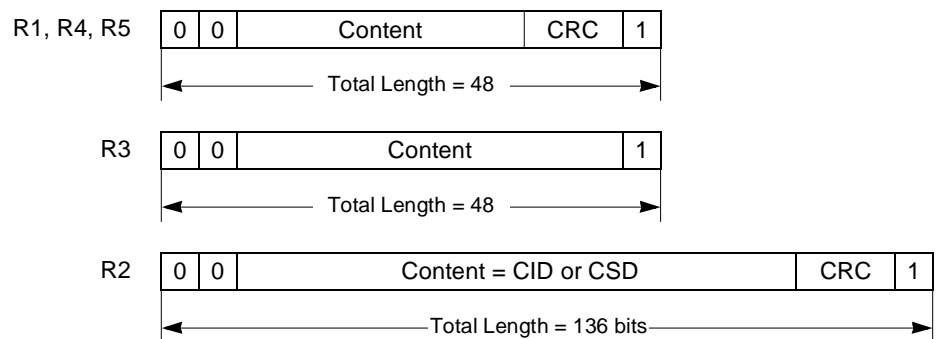 R1, R4, R5 0 0 Content CRC 1
Total Length = 48
R3 0 0 Content 1
Total Length = 48
R2 0 0 Content = CID or CSD CRC 1
Total Length = 136 bits